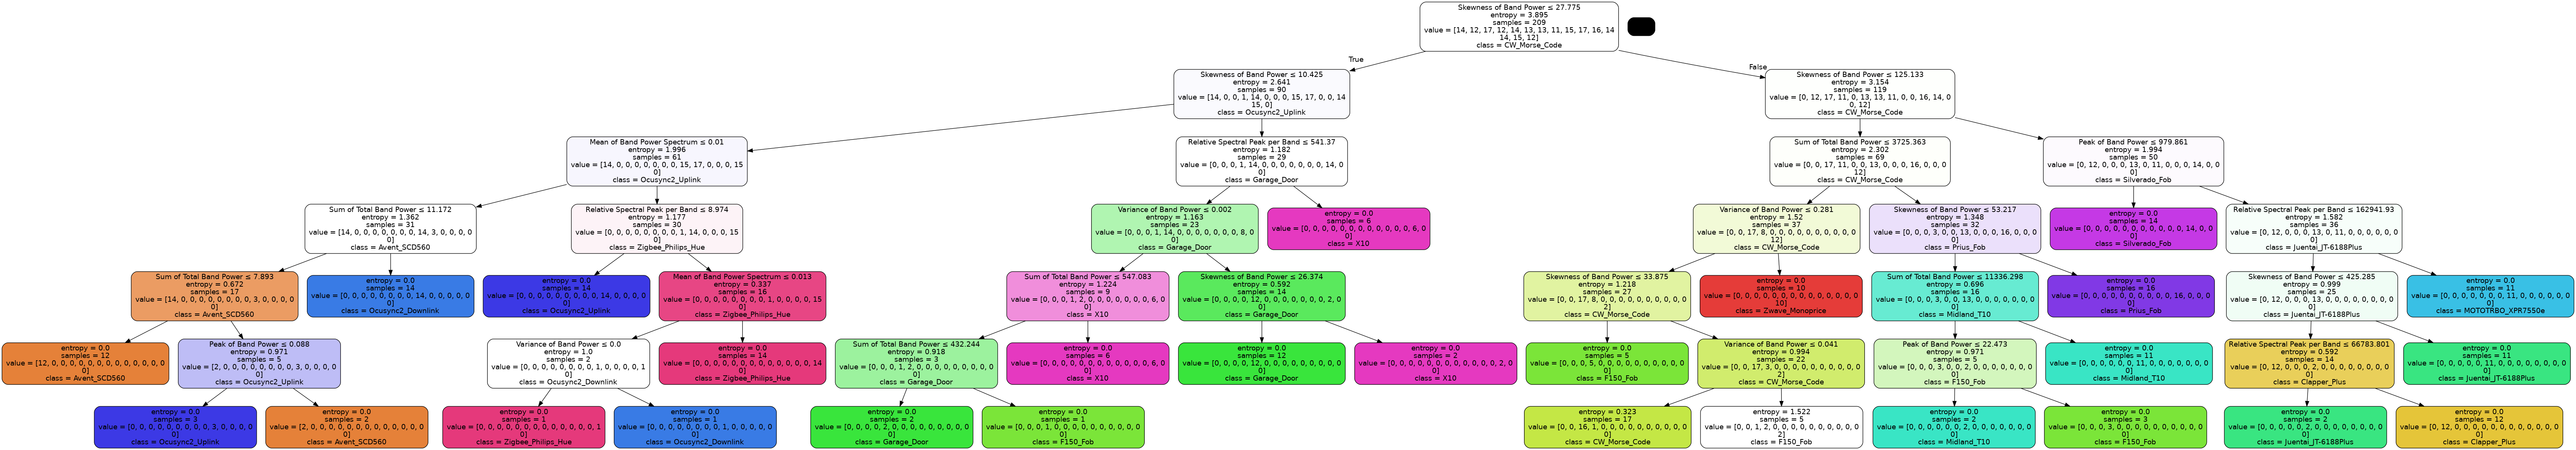 Skewness of Band Power ≤ 27.775
entropy = 3.895
samples = 209
value = [14, 12, 17, 12, 14, 13, 13, 11, 15, 17, 16, 14
14, 15, 12]
class = CW_Morse_Code
True
False
Skewness of Band Power ≤ 10.425
entropy = 2.641
samples = 90
value = [14, 0, 0, 1, 14, 0, 0, 0, 15, 17, 0, 0, 14
15, 0]
class = Ocusync2_Uplink
Skewness of Band Power ≤ 125.133
entropy = 3.154
samples = 119
value = [0, 12, 17, 11, 0, 13, 13, 11, 0, 0, 16, 14, 0
0, 12]
class = CW_Morse_Code
Mean of Band Power Spectrum ≤ 0.01
entropy = 1.996
samples = 61
value = [14, 0, 0, 0, 0, 0, 0, 0, 15, 17, 0, 0, 0, 15
0]
class = Ocusync2_Uplink
Relative Spectral Peak per Band ≤ 541.37
entropy = 1.182
samples = 29
value = [0, 0, 0, 1, 14, 0, 0, 0, 0, 0, 0, 0, 14, 0
0]
class = Garage_Door
Sum of Total Band Power ≤ 3725.363
entropy = 2.302
samples = 69
value = [0, 0, 17, 11, 0, 0, 13, 0, 0, 0, 16, 0, 0, 0
12]
class = CW_Morse_Code
Peak of Band Power ≤ 979.861
entropy = 1.994
samples = 50
value = [0, 12, 0, 0, 0, 13, 0, 11, 0, 0, 0, 14, 0, 0
0]
class = Silverado_Fob
Sum of Total Band Power ≤ 11.172
entropy = 1.362
samples = 31
value = [14, 0, 0, 0, 0, 0, 0, 0, 14, 3, 0, 0, 0, 0
0]
class = Avent_SCD560
Relative Spectral Peak per Band ≤ 8.974
entropy = 1.177
samples = 30
value = [0, 0, 0, 0, 0, 0, 0, 0, 1, 14, 0, 0, 0, 15
0]
class = Zigbee_Philips_Hue
Variance of Band Power ≤ 0.002
entropy = 1.163
samples = 23
value = [0, 0, 0, 1, 14, 0, 0, 0, 0, 0, 0, 0, 8, 0
0]
class = Garage_Door
entropy = 0.0
samples = 6
value = [0, 0, 0, 0, 0, 0, 0, 0, 0, 0, 0, 0, 6, 0
0]
class = X10
Variance of Band Power ≤ 0.281
entropy = 1.52
samples = 37
value = [0, 0, 17, 8, 0, 0, 0, 0, 0, 0, 0, 0, 0, 0
12]
class = CW_Morse_Code
Skewness of Band Power ≤ 53.217
entropy = 1.348
samples = 32
value = [0, 0, 0, 3, 0, 0, 13, 0, 0, 0, 16, 0, 0, 0
0]
class = Prius_Fob
entropy = 0.0
samples = 14
value = [0, 0, 0, 0, 0, 0, 0, 0, 0, 0, 0, 14, 0, 0
0]
class = Silverado_Fob
Relative Spectral Peak per Band ≤ 162941.93
entropy = 1.582
samples = 36
value = [0, 12, 0, 0, 0, 13, 0, 11, 0, 0, 0, 0, 0, 0
0]
class = Juentai_JT-6188Plus
Sum of Total Band Power ≤ 7.893
entropy = 0.672
samples = 17
value = [14, 0, 0, 0, 0, 0, 0, 0, 0, 3, 0, 0, 0, 0
0]
class = Avent_SCD560
entropy = 0.0
samples = 14
value = [0, 0, 0, 0, 0, 0, 0, 0, 14, 0, 0, 0, 0, 0
0]
class = Ocusync2_Downlink
entropy = 0.0
samples = 14
value = [0, 0, 0, 0, 0, 0, 0, 0, 0, 14, 0, 0, 0, 0
0]
class = Ocusync2_Uplink
Mean of Band Power Spectrum ≤ 0.013
entropy = 0.337
samples = 16
value = [0, 0, 0, 0, 0, 0, 0, 0, 1, 0, 0, 0, 0, 15
0]
class = Zigbee_Philips_Hue
Sum of Total Band Power ≤ 547.083
entropy = 1.224
samples = 9
value = [0, 0, 0, 1, 2, 0, 0, 0, 0, 0, 0, 0, 6, 0
0]
class = X10
Skewness of Band Power ≤ 26.374
entropy = 0.592
samples = 14
value = [0, 0, 0, 0, 12, 0, 0, 0, 0, 0, 0, 0, 2, 0
0]
class = Garage_Door
Skewness of Band Power ≤ 33.875
entropy = 1.218
samples = 27
value = [0, 0, 17, 8, 0, 0, 0, 0, 0, 0, 0, 0, 0, 0
2]
class = CW_Morse_Code
entropy = 0.0
samples = 10
value = [0, 0, 0, 0, 0, 0, 0, 0, 0, 0, 0, 0, 0, 0
10]
class = Zwave_Monoprice
Sum of Total Band Power ≤ 11336.298
entropy = 0.696
samples = 16
value = [0, 0, 0, 3, 0, 0, 13, 0, 0, 0, 0, 0, 0, 0
0]
class = Midland_T10
entropy = 0.0
samples = 16
value = [0, 0, 0, 0, 0, 0, 0, 0, 0, 0, 16, 0, 0, 0
0]
class = Prius_Fob
Skewness of Band Power ≤ 425.285
entropy = 0.999
samples = 25
value = [0, 12, 0, 0, 0, 13, 0, 0, 0, 0, 0, 0, 0, 0
0]
class = Juentai_JT-6188Plus
entropy = 0.0
samples = 11
value = [0, 0, 0, 0, 0, 0, 0, 11, 0, 0, 0, 0, 0, 0
0]
class = MOTOTRBO_XPR7550e
entropy = 0.0
samples = 12
value = [12, 0, 0, 0, 0, 0, 0, 0, 0, 0, 0, 0, 0, 0
0]
class = Avent_SCD560
Peak of Band Power ≤ 0.088
entropy = 0.971
samples = 5
value = [2, 0, 0, 0, 0, 0, 0, 0, 0, 3, 0, 0, 0, 0
0]
class = Ocusync2_Uplink
Variance of Band Power ≤ 0.0
entropy = 1.0
samples = 2
value = [0, 0, 0, 0, 0, 0, 0, 0, 1, 0, 0, 0, 0, 1
0]
class = Ocusync2_Downlink
entropy = 0.0
samples = 14
value = [0, 0, 0, 0, 0, 0, 0, 0, 0, 0, 0, 0, 0, 14
0]
class = Zigbee_Philips_Hue
Sum of Total Band Power ≤ 432.244
entropy = 0.918
samples = 3
value = [0, 0, 0, 1, 2, 0, 0, 0, 0, 0, 0, 0, 0, 0
0]
class = Garage_Door
entropy = 0.0
samples = 6
value = [0, 0, 0, 0, 0, 0, 0, 0, 0, 0, 0, 0, 6, 0
0]
class = X10
entropy = 0.0
samples = 12
value = [0, 0, 0, 0, 12, 0, 0, 0, 0, 0, 0, 0, 0, 0
0]
class = Garage_Door
entropy = 0.0
samples = 2
value = [0, 0, 0, 0, 0, 0, 0, 0, 0, 0, 0, 0, 2, 0
0]
class = X10
entropy = 0.0
samples = 5
value = [0, 0, 0, 5, 0, 0, 0, 0, 0, 0, 0, 0, 0, 0
0]
class = F150_Fob
Variance of Band Power ≤ 0.041
entropy = 0.994
samples = 22
value = [0, 0, 17, 3, 0, 0, 0, 0, 0, 0, 0, 0, 0, 0
2]
class = CW_Morse_Code
Peak of Band Power ≤ 22.473
entropy = 0.971
samples = 5
value = [0, 0, 0, 3, 0, 0, 2, 0, 0, 0, 0, 0, 0, 0
0]
class = F150_Fob
entropy = 0.0
samples = 11
value = [0, 0, 0, 0, 0, 0, 11, 0, 0, 0, 0, 0, 0, 0
0]
class = Midland_T10
Relative Spectral Peak per Band ≤ 66783.801
entropy = 0.592
samples = 14
value = [0, 12, 0, 0, 0, 2, 0, 0, 0, 0, 0, 0, 0, 0
0]
class = Clapper_Plus
entropy = 0.0
samples = 11
value = [0, 0, 0, 0, 0, 11, 0, 0, 0, 0, 0, 0, 0, 0
0]
class = Juentai_JT-6188Plus
entropy = 0.0
samples = 3
value = [0, 0, 0, 0, 0, 0, 0, 0, 0, 3, 0, 0, 0, 0
0]
class = Ocusync2_Uplink
entropy = 0.0
samples = 2
value = [2, 0, 0, 0, 0, 0, 0, 0, 0, 0, 0, 0, 0, 0
0]
class = Avent_SCD560
entropy = 0.0
samples = 1
value = [0, 0, 0, 0, 0, 0, 0, 0, 0, 0, 0, 0, 0, 1
0]
class = Zigbee_Philips_Hue
entropy = 0.0
samples = 1
value = [0, 0, 0, 0, 0, 0, 0, 0, 1, 0, 0, 0, 0, 0
0]
class = Ocusync2_Downlink
entropy = 0.0
samples = 2
value = [0, 0, 0, 0, 2, 0, 0, 0, 0, 0, 0, 0, 0, 0
0]
class = Garage_Door
entropy = 0.0
samples = 1
value = [0, 0, 0, 1, 0, 0, 0, 0, 0, 0, 0, 0, 0, 0
0]
class = F150_Fob
entropy = 0.323
samples = 17
value = [0, 0, 16, 1, 0, 0, 0, 0, 0, 0, 0, 0, 0, 0
0]
class = CW_Morse_Code
entropy = 1.522
samples = 5
value = [0, 0, 1, 2, 0, 0, 0, 0, 0, 0, 0, 0, 0, 0
2]
class = F150_Fob
entropy = 0.0
samples = 2
value = [0, 0, 0, 0, 0, 0, 2, 0, 0, 0, 0, 0, 0, 0
0]
class = Midland_T10
entropy = 0.0
samples = 3
value = [0, 0, 0, 3, 0, 0, 0, 0, 0, 0, 0, 0, 0, 0
0]
class = F150_Fob
entropy = 0.0
samples = 2
value = [0, 0, 0, 0, 0, 2, 0, 0, 0, 0, 0, 0, 0, 0
0]
class = Juentai_JT-6188Plus
entropy = 0.0
samples = 12
value = [0, 12, 0, 0, 0, 0, 0, 0, 0, 0, 0, 0, 0, 0
0]
class = Clapper_Plus